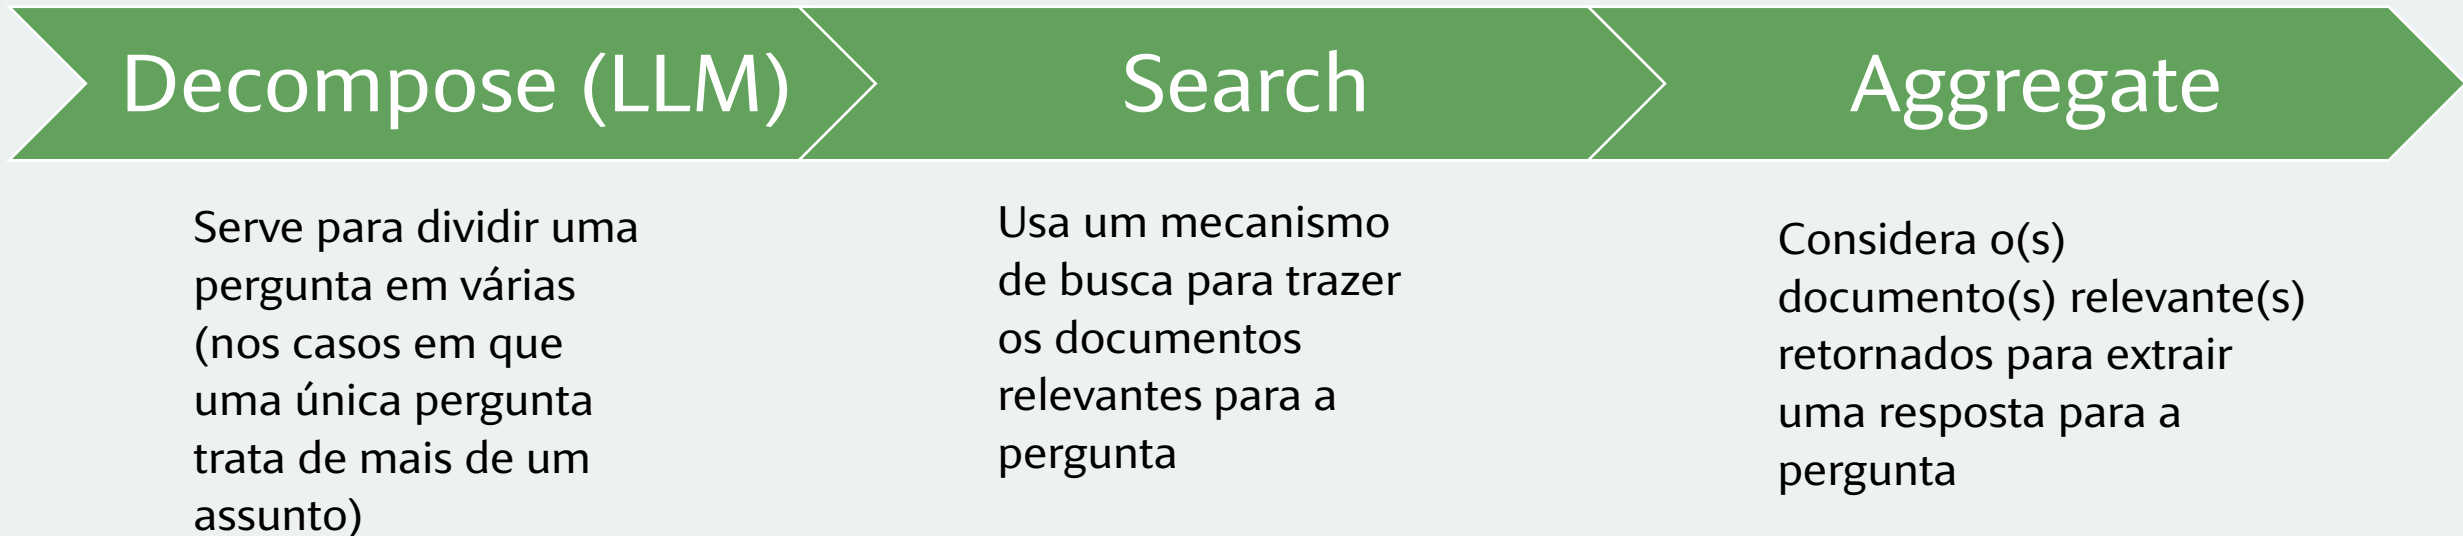 Decompose (LLM)
Search
Aggregate
Serve para dividir uma
pergunta em várias
(nos casos em que
uma única pergunta
trata de mais de um
assunto)
Usa um mecanismo
de busca para trazer
os documentos
relevantes para a
pergunta
Considera o(s)
documento(s) relevante(s)
retornados para extrair
uma resposta para a
pergunta